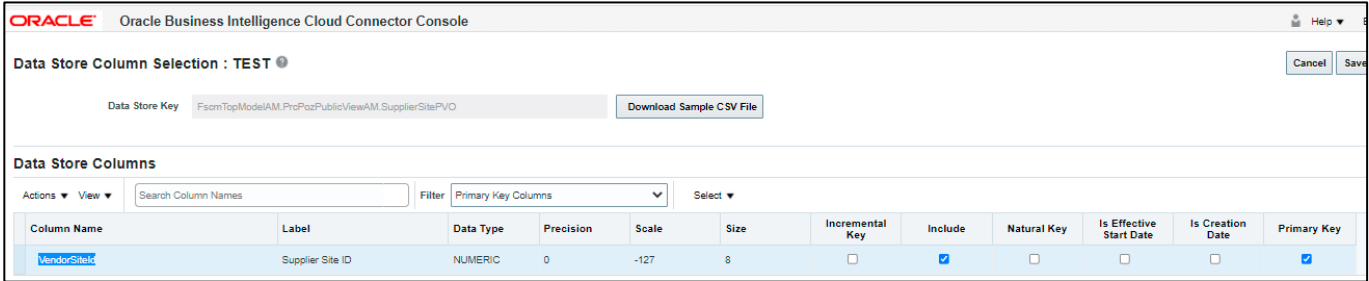 ORACLE® Oracle Business Intelligence Cloud Connector Console Help
Data Store Column Selection : TEST
Cancel Save
Data Store Key FscmTopModelAM.PrcPozPublicViewAM.SupplierSitePVO Download Sample CSV File
Data Store Columns
Actions View Search Column Names Filter Primary Key Columns Select
Column Name Label Data Type Precision Scale Size Incremental Key Include Natural Key Is Effective Start Date Is Creation Date Primary Key
VendorSiteId Supplier Site ID NUMERIC 0 -127 8